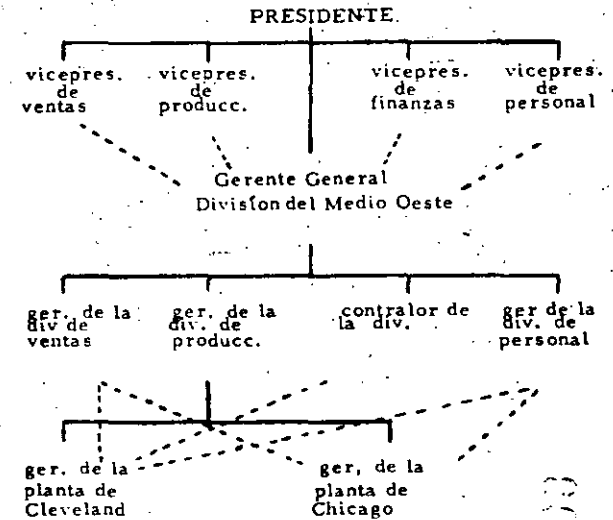 PRESIDENTE.
vicepres. de ventas
vicepres. de producc.
vicepres. de finanzas
vicepres. de personal
Gerente General
Division del Medio Oeste
ger. de la div de ventas
ger. de la div. de producc.
contralor de la div.
ger de la div. de personal
ger. de la planta de Cleveland
ger, de la planta de Chicago